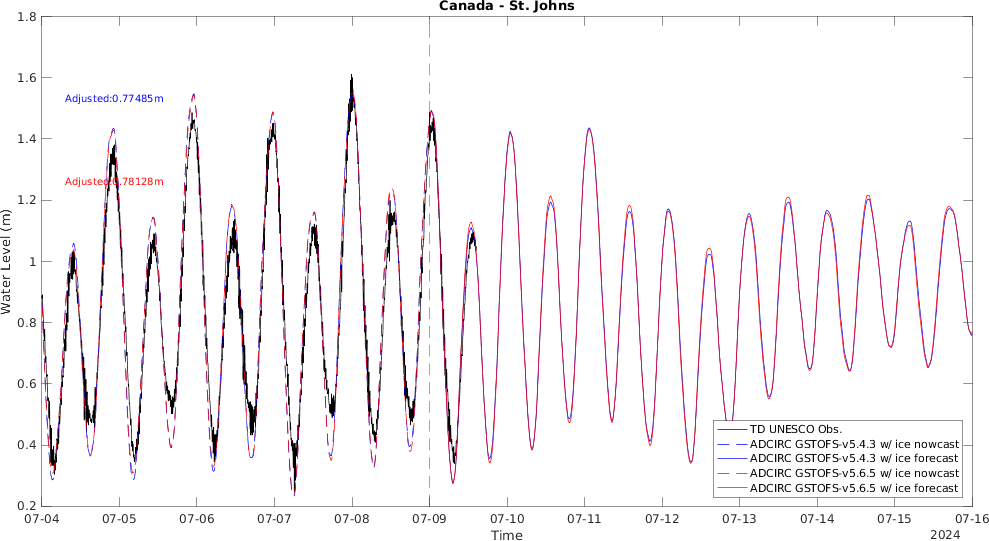 Canada - St. Johns
1.8
1.6
1.4
1.2
1
0.8
0.6
0.4
0.2
Water Level (m)
Adjusted:0.77485m
Adjusted:0.78128m
TD UNESCO Obs.
ADCIRC GSTOFS-v5.4.3 w/ ice nowcast
ADCIRC GSTOFS-v5.4.3 w/ ice forecast
ADCIRC GSTOFS-v5.6.5 w/ ice nowcast
ADCIRC GSTOFS-v5.6.5 w/ ice forecast
07-04 07-05 07-06 07-07 07-08 07-09 07-10 07-11 07-12 07-13 07-14 07-15 07-16
Time
2024